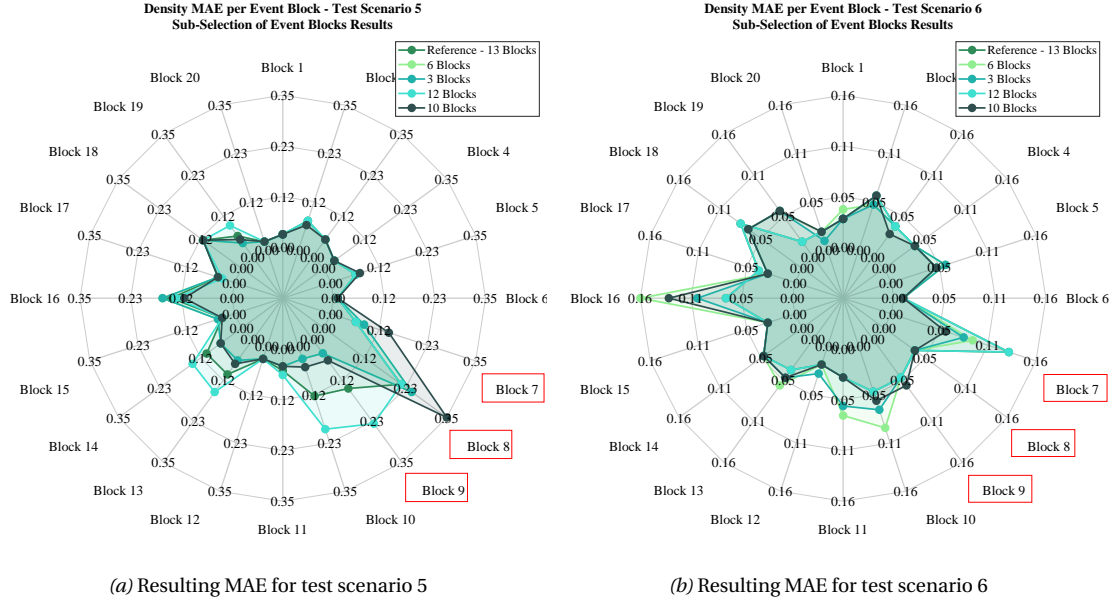 Density MAE per Event Block - Test Scenario 5
Sub-Selection of Event Blocks Results
Reference - 13 Blocks
6 Blocks
3 Blocks
12 Blocks
10 Blocks
Block 1
Block 4
Block 5
Block 6
Block 7
Block 8
Block 9
Block 10
Block 11
Block 12
Block 13
Block 14
Block 15
Block 16
Block 17
Block 18
Block 19
Block 20
0.00
0.12
0.23
0.35
(a) Resulting MAE for test scenario 5
Density MAE per Event Block - Test Scenario 6
Sub-Selection of Event Blocks Results
Reference - 13 Blocks
6 Blocks
3 Blocks
12 Blocks
10 Blocks
Block 1
Block 4
Block 5
Block 6
Block 7
Block 8
Block 9
Block 10
Block 11
Block 12
Block 13
Block 14
Block 15
Block 16
Block 17
Block 18
Block 19
Block 20
0.00
0.05
0.11
0.16
(b) Resulting MAE for test scenario 6